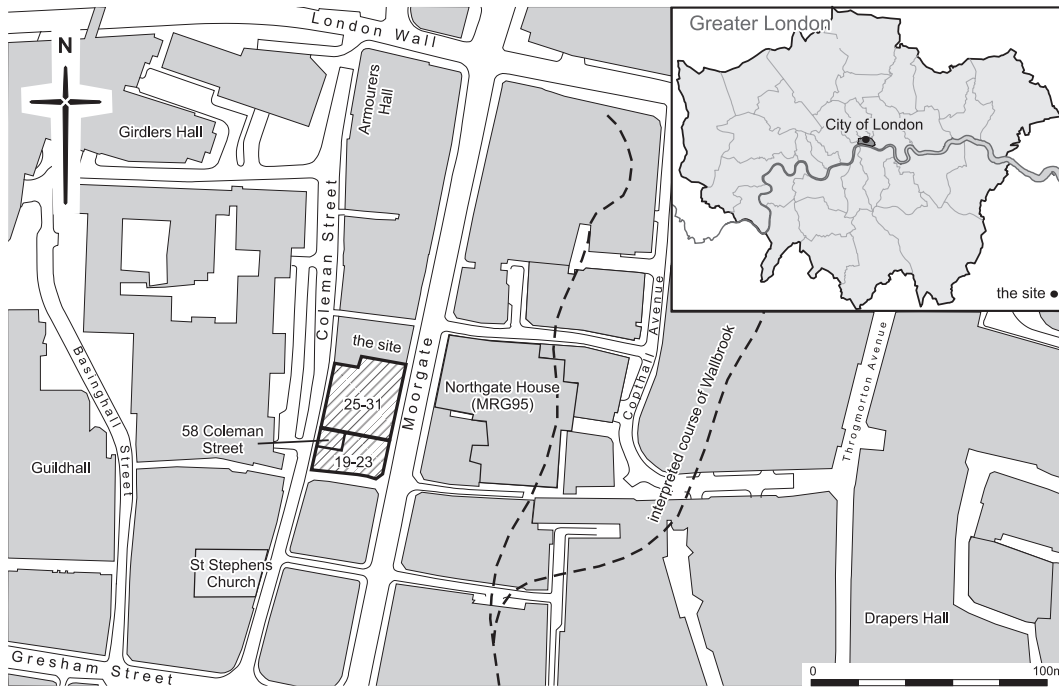 London Wall
Greater London
N
Armourers
Hall
Girdlers Hall
City of London
Coleman Street
the site
Copthall Avenue
Throgmorton Avenue
interpreted course of Wallbrook
the site
Moorgate
Basinghall Street
Northgate House
(MRG95)
25-31
58 Coleman
Street
19-23
Guildhall
St Stephens
Church
Drapers Hall
Gresham Street
0
100m